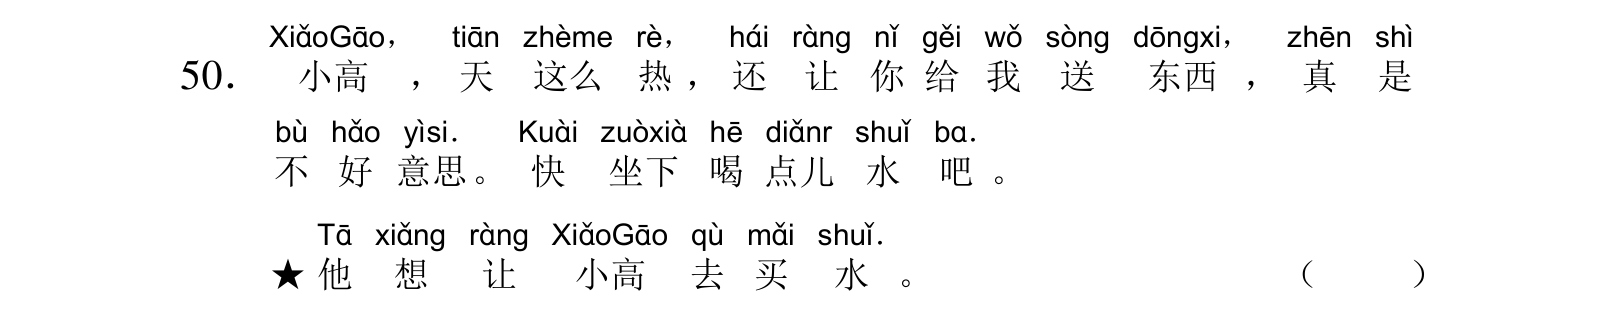 XiǎoGāo, tiān zhème rè, hái ràng nǐ gěi wǒ sòng dōngxi, zhēn shì
50. 小高，天这么热，还让你给我送东西，真是
bù hǎo yìsi. Kuài zuòxià hē diǎnr shuǐ ba.
不好意思。快坐下喝点儿水吧。
Tā xiǎng ràng XiǎoGāo qù mǎi shuǐ.
★ 他想让小高去买水。 （ ）